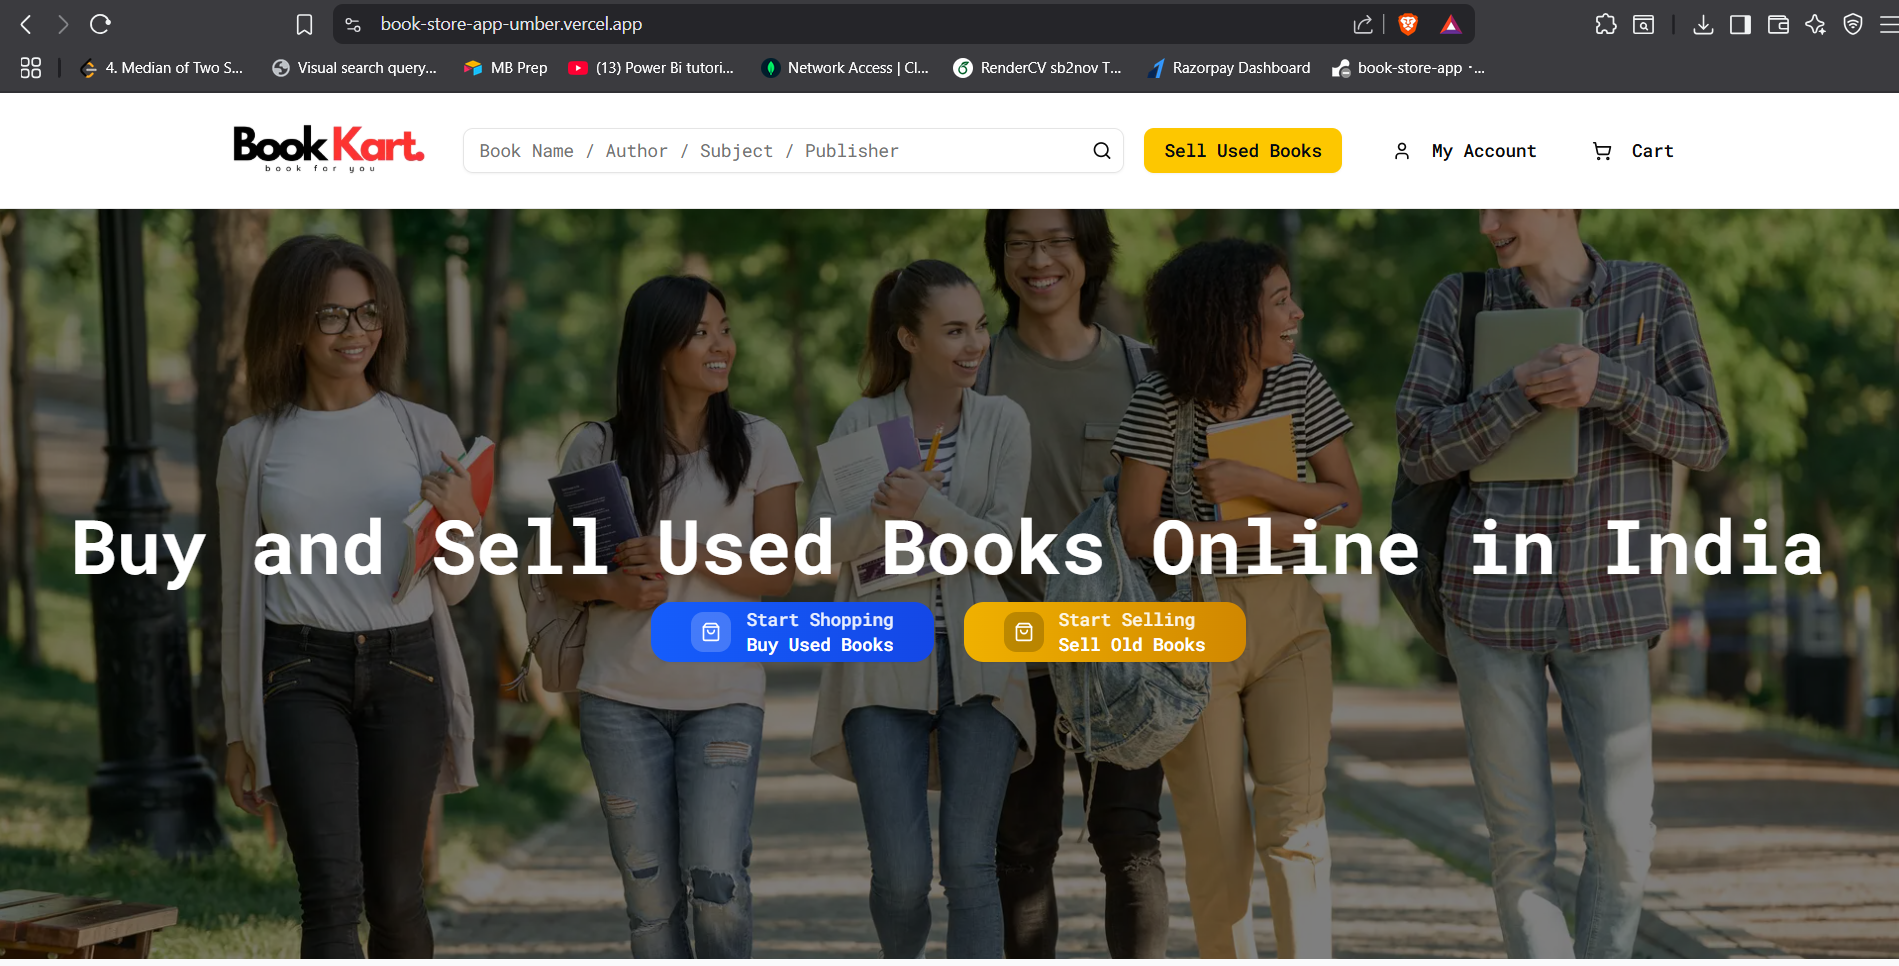 book-store-app-umber.vercel.app
4. Median of Two S...
Visual search query...
MB Prep
(13) Power Bi tutori...
Network Access | Cl...
RenderCV sb2nov T...
Razorpay Dashboard
book-store-app · ...
Book Kart.
book for you
Book Name / Author / Subject / Publisher
Sell Used Books
My Account
Cart
Buy and Sell Used Books Online in India
Start Shopping
Buy Used Books
Start Selling
Sell Old Books